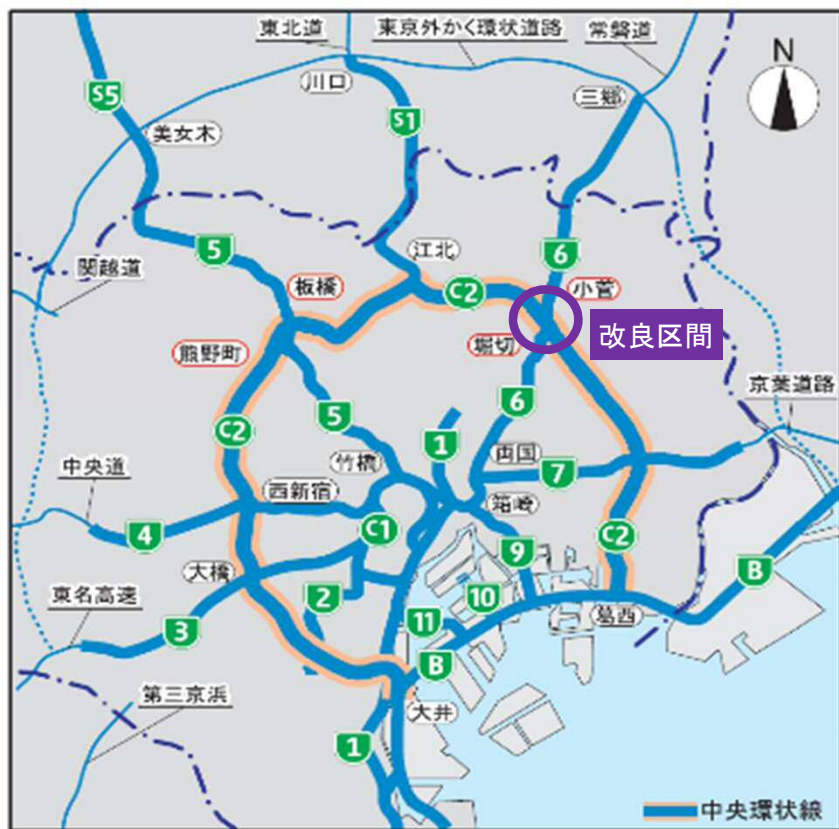 東北道
東京外かく環状道路
常磐道
N
川口
三郷
S5
S1
美女木
江北
6
5
関越道
板橋
C2
小菅
改良区間
熊野町
堀切
京葉道路
5
6
C2
1
竹橋
両国
7
中央道
西新宿
箱崎
C1
4
9
C2
大橋
B
東名高速
2
10
3
11
葛西
B
第三京浜
大井
1
中央環状線